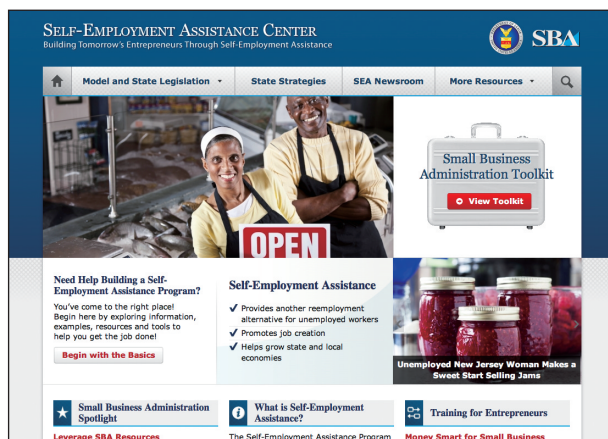 SELF-EMPLOYMENT ASSISTANCE CENTER
Building Tomorrow's Entrepreneurs Through Self-Employment Assistance
SBA
Model and State Legislation
State Strategies
SEA Newsroom
More Resources
OPEN
Small Business
Administration Toolkit
View Toolkit
Need Help Building a Self-
Employment Assistance Program?
You've come to the right place!
Begin here by exploring information,
examples, resources and tools to
help you get the job done!
Begin with the Basics
Self-Employment Assistance
Provides another reemployment
alternative for unemployed workers
Promotes job creation
Helps grow state and local
economies
Unemployed New Jersey Woman Makes a
Sweet Start Selling Jams
Small Business Administration
Spotlight
Leverage SBA Resources
What is Self-Employment
Assistance?
The Self-Employment Assistance Program
Training for Entrepreneurs
Money Smart for Small Business